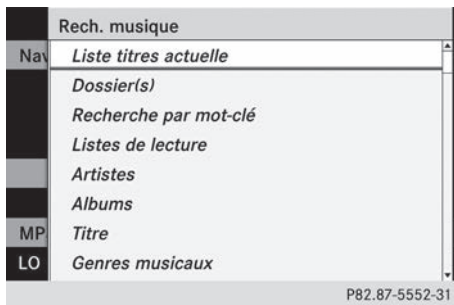 Rech. musique
Nav
Liste titres actuelle
Dossier(s)
Recherche par mot-clé
Listes de lecture
Artistes
Albums
MP
Titre
LO
Genres musicaux
P82.87-5552-31